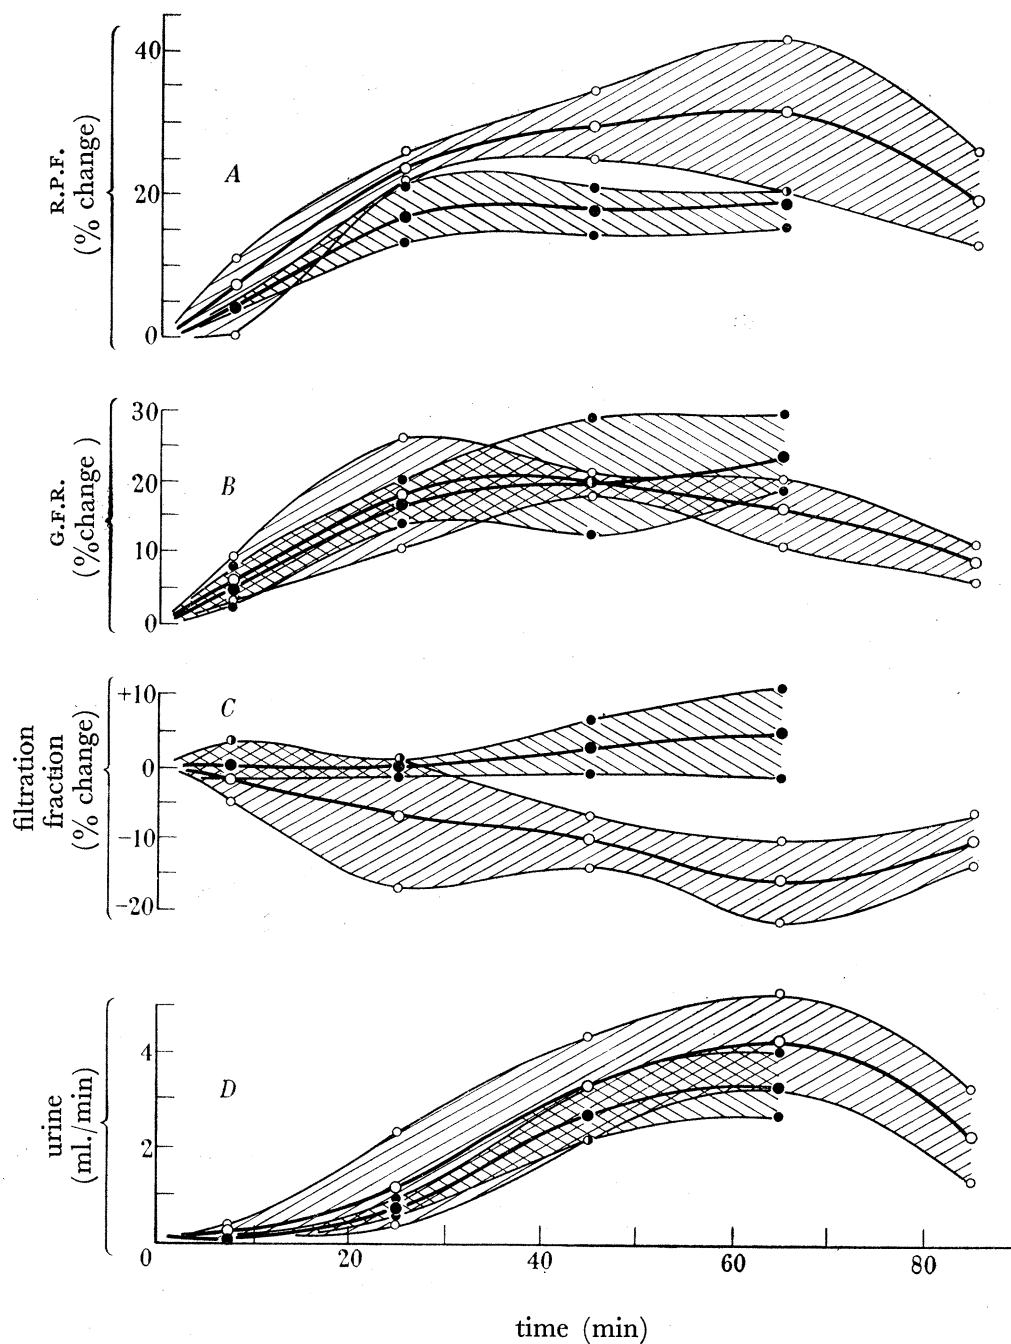 R.P.F.
(% change)
40
20
0
A
G.F.R.
(%change )
30
20
10
0
B
filtration
fraction
(% change)
+10
0
−10
−20
C
urine
(ml./min)
4
2
0
D
20
40
60
80
time (min)